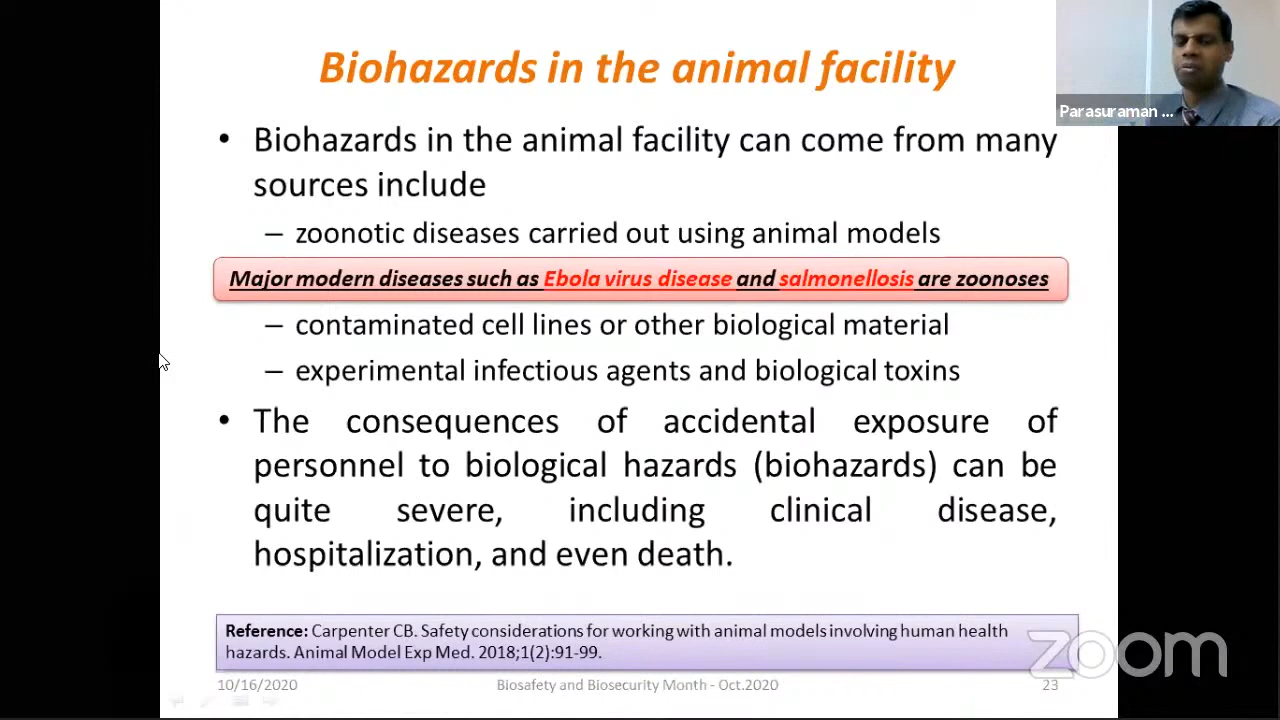 Biohazards in the animal facility
Parasuraman ...
• Biohazards in the animal facility can come from many
sources include
– zoonotic diseases carried out using animal models
Major modern diseases such as Ebola virus disease and salmonellosis are zoonoses
– contaminated cell lines or other biological material
– experimental infectious agents and biological toxins
• The consequences of accidental exposure of
personnel to biological hazards (biohazards) can be
quite severe, including clinical disease,
hospitalization, and even death.
Reference: Carpenter CB. Safety considerations for working with animal models involving human health
hazards. Animal Model Exp Med. 2018;1(2):91-99.
zoom
10/16/2020 Biosafety and Biosecurity Month - Oct.2020 23